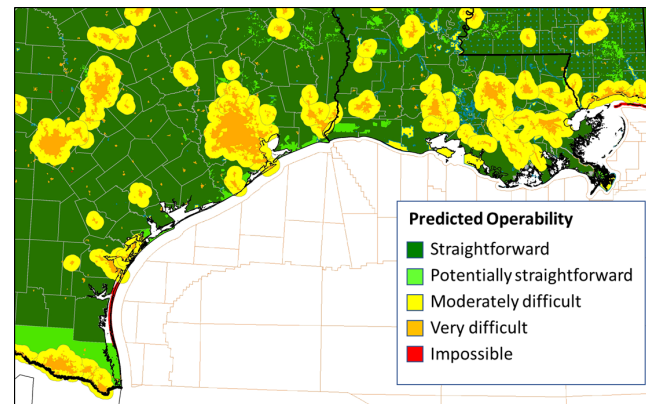 Predicted Operability
Straightforward
Potentially straightforward
Moderately difficult
Very difficult
Impossible